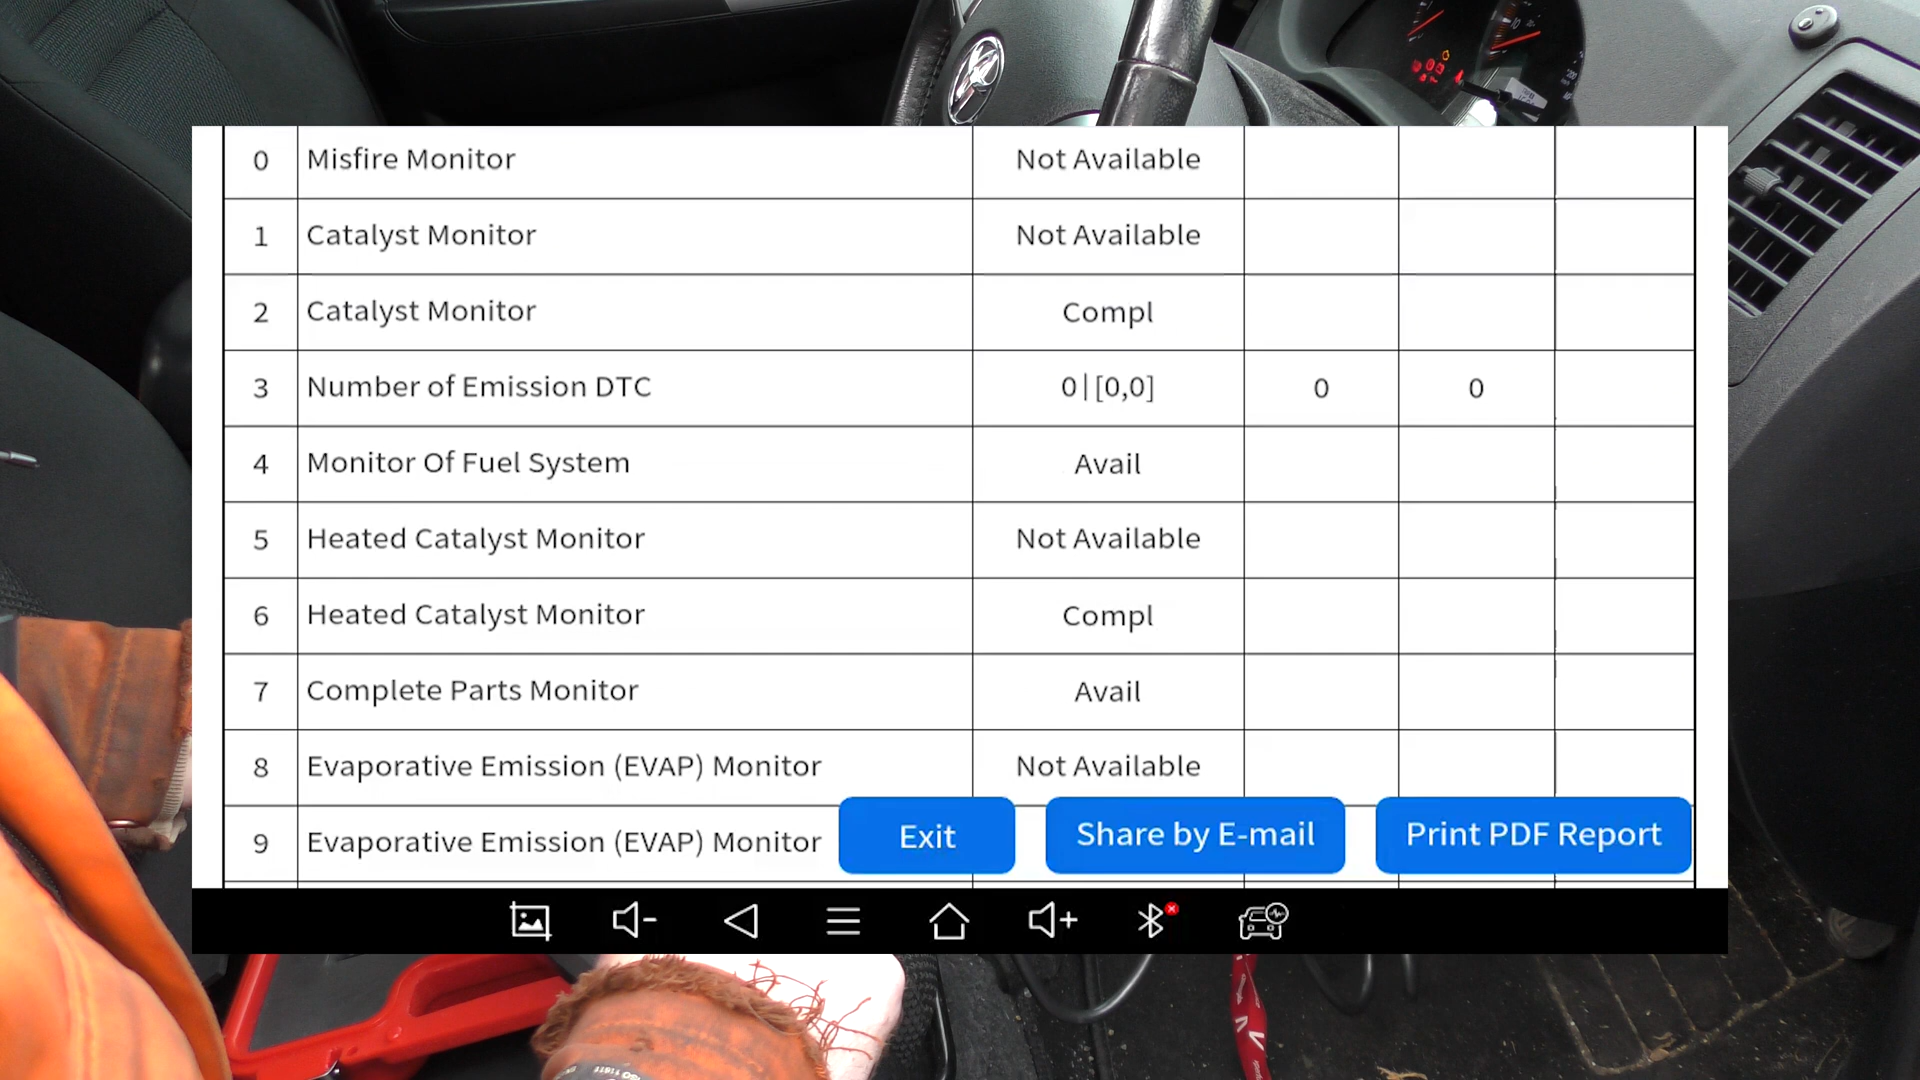 0 Misfire Monitor Not Available
1 Catalyst Monitor Not Available
2 Catalyst Monitor Compl
3 Number of Emission DTC 0|[0,0] 0 0
4 Monitor Of Fuel System Avail
5 Heated Catalyst Monitor Not Available
6 Heated Catalyst Monitor Compl
7 Complete Parts Monitor Avail
8 Evaporative Emission (EVAP) Monitor Not Available
9 Evaporative Emission (EVAP) Monitor
Exit Share by E-mail Print PDF Report